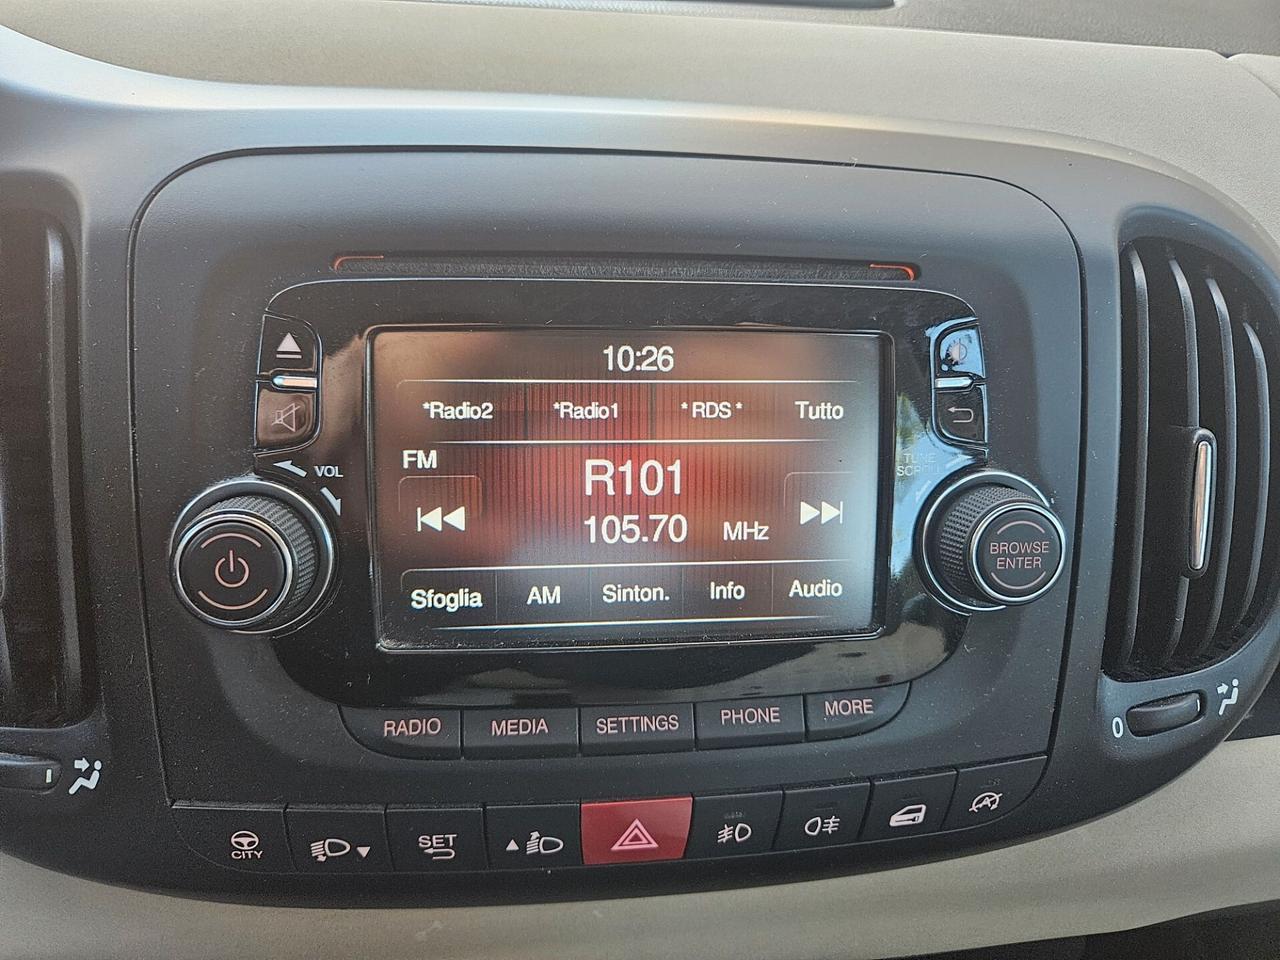 10:26
*Radio2 *Radio1 *RDS* Tutto
FM
R101
105.70 MHz
Sfoglia AM Sinton. Info Audio
VOL
TUNE
SCROLL
BROWSE
ENTER
RADIO MEDIA SETTINGS PHONE MORE
0
CITY
SET
A